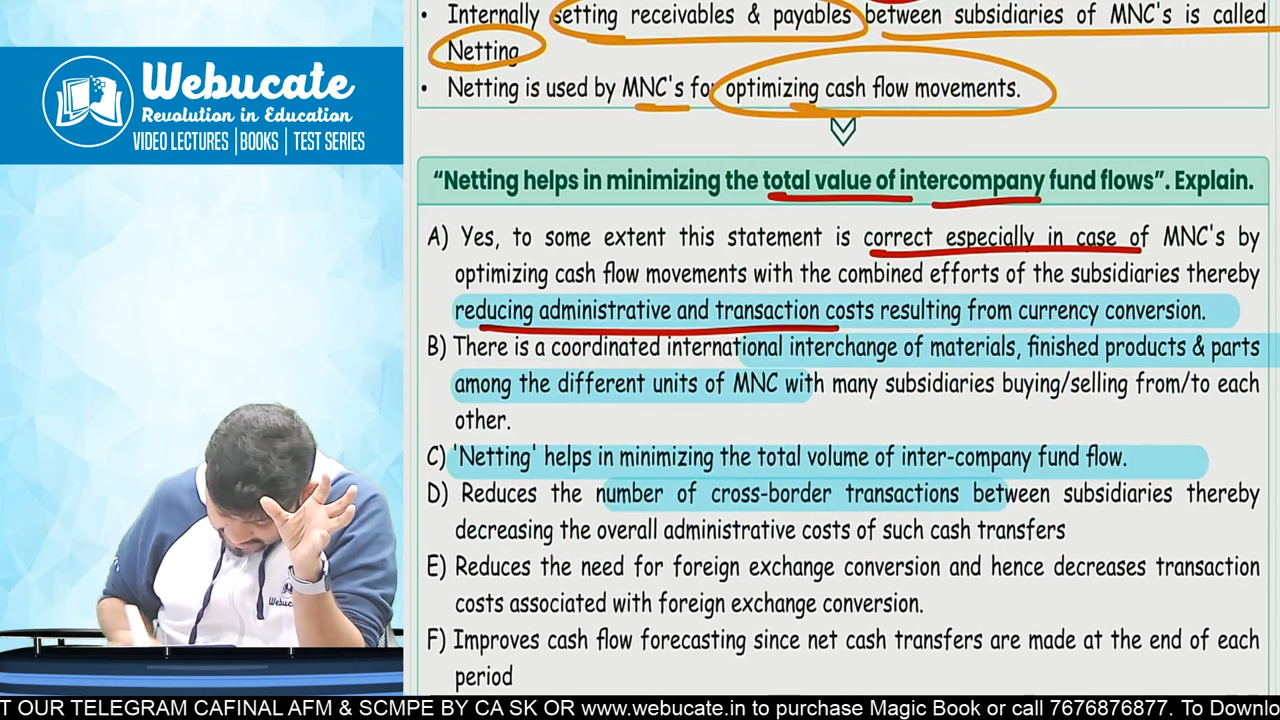 • Internally setting receivables & payables between subsidiaries of MNC's is called
Netting
• Netting is used by MNC's for optimizing cash flow movements.
Webucate
Revolution in Education
VIDEO LECTURES | BOOKS | TEST SERIES
“Netting helps in minimizing the total value of intercompany fund flows”. Explain.
A) Yes, to some extent this statement is correct especially in case of MNC's by
optimizing cash flow movements with the combined efforts of the subsidiaries thereby
reducing administrative and transaction costs resulting from currency conversion.
B) There is a coordinated international interchange of materials, finished products & parts
among the different units of MNC with many subsidiaries buying/selling from/to each
other.
C) 'Netting' helps in minimizing the total volume of inter-company fund flow.
D) Reduces the number of cross-border transactions between subsidiaries thereby
decreasing the overall administrative costs of such cash transfers
E) Reduces the need for foreign exchange conversion and hence decreases transaction
costs associated with foreign exchange conversion.
F) Improves cash flow forecasting since net cash transfers are made at the end of each
period
Webucate
T OUR TELEGRAM CAFINAL AFM & SCMPE BY CA SK OR www.webucate.in to purchase Magic Book or call 7676876877. To Downlo